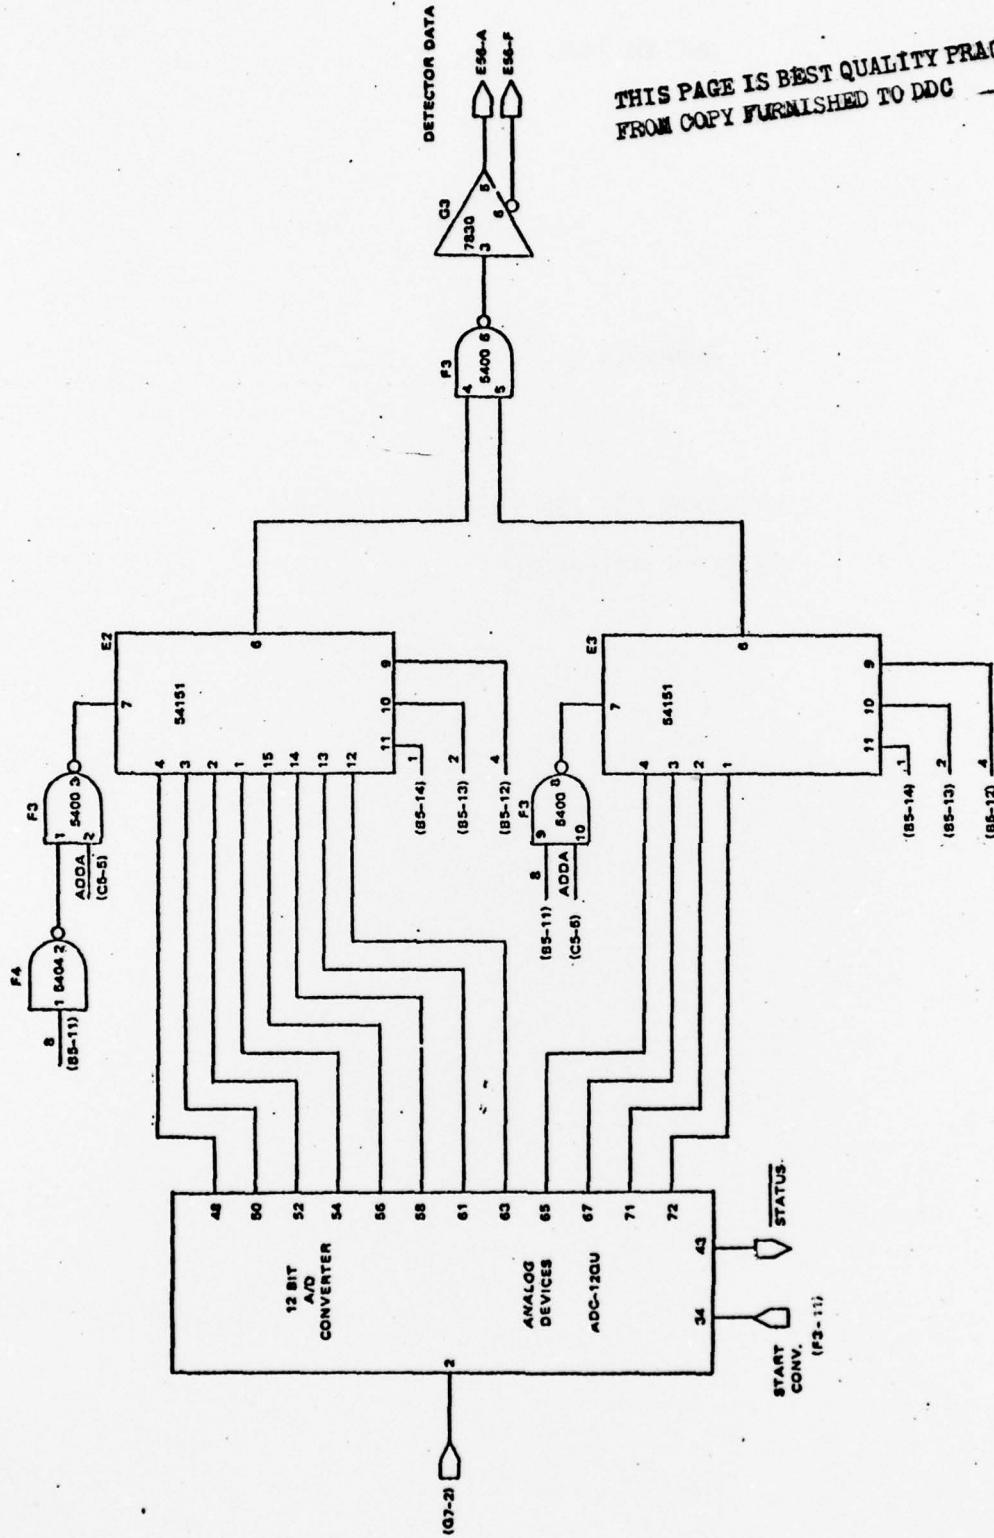 THIS PAGE IS BEST QUALITY PRAC
FROM COPY FURNISHED TO DDC
DETECTOR DATA
E56-A
E56-F
G3
7830
3
5
6
F3
5400
4
5
6
E2
54151
7
6
4
3
2
1
15
14
13
12
11
10
9
1
(B5-14)
2
(B5-13)
4
(B5-12)
F3
5400
1
2
3
ADDA
(C5-5)
F4
5404
1
2
8
(B5-11)
E3
54151
7
6
4
3
2
1
11
10
9
1
(B5-14)
2
(B5-13)
4
(B5-12)
F3
5400
9
10
8
8
(B5-11)
ADDA
(C5-5)
12 BIT
A/D
CONVERTER
ANALOG
DEVICES
ADC-12QU
48
50
52
54
56
58
61
63
65
67
71
72
2
34
43
STATUS
START
CONV.
(F3-11)
(G7-2)